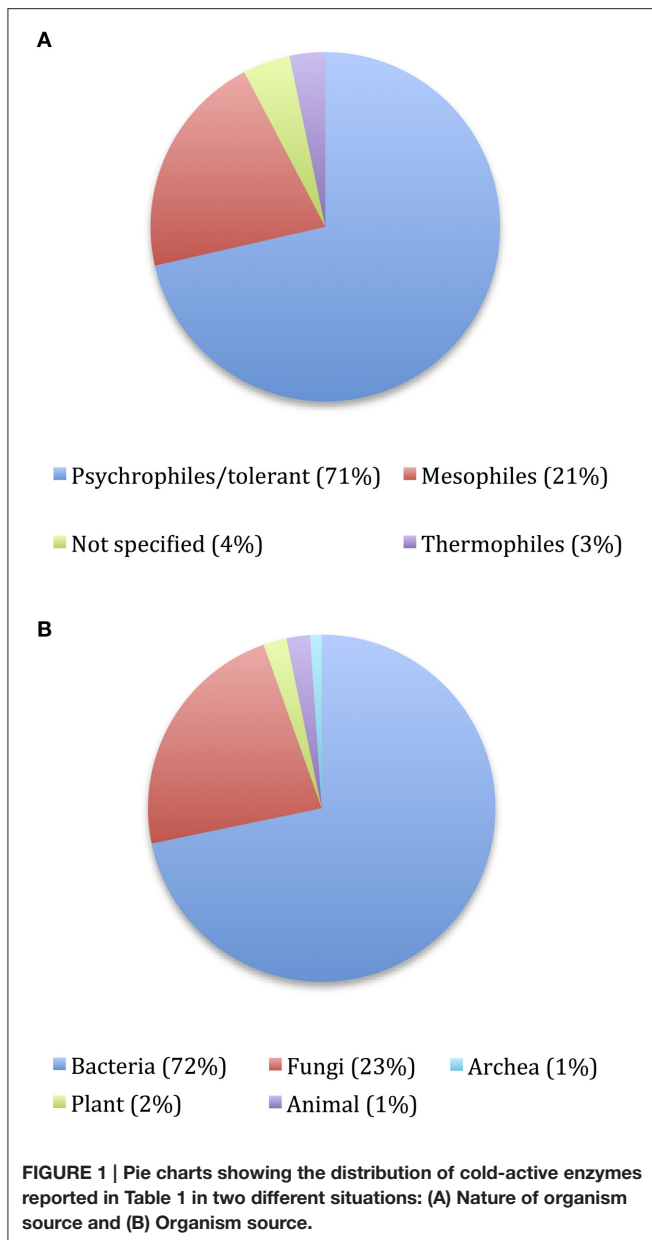 A
Psychrophiles/tolerant (71%) Mesophiles (21%)
Not specified (4%) Thermophiles (3%)
B
Bacteria (72%) Fungi (23%) Archea (1%)
Plant (2%) Animal (1%)
FIGURE 1 | Pie charts showing the distribution of cold-active enzymes
reported in Table 1 in two different situations: (A) Nature of organism
source and (B) Organism source.